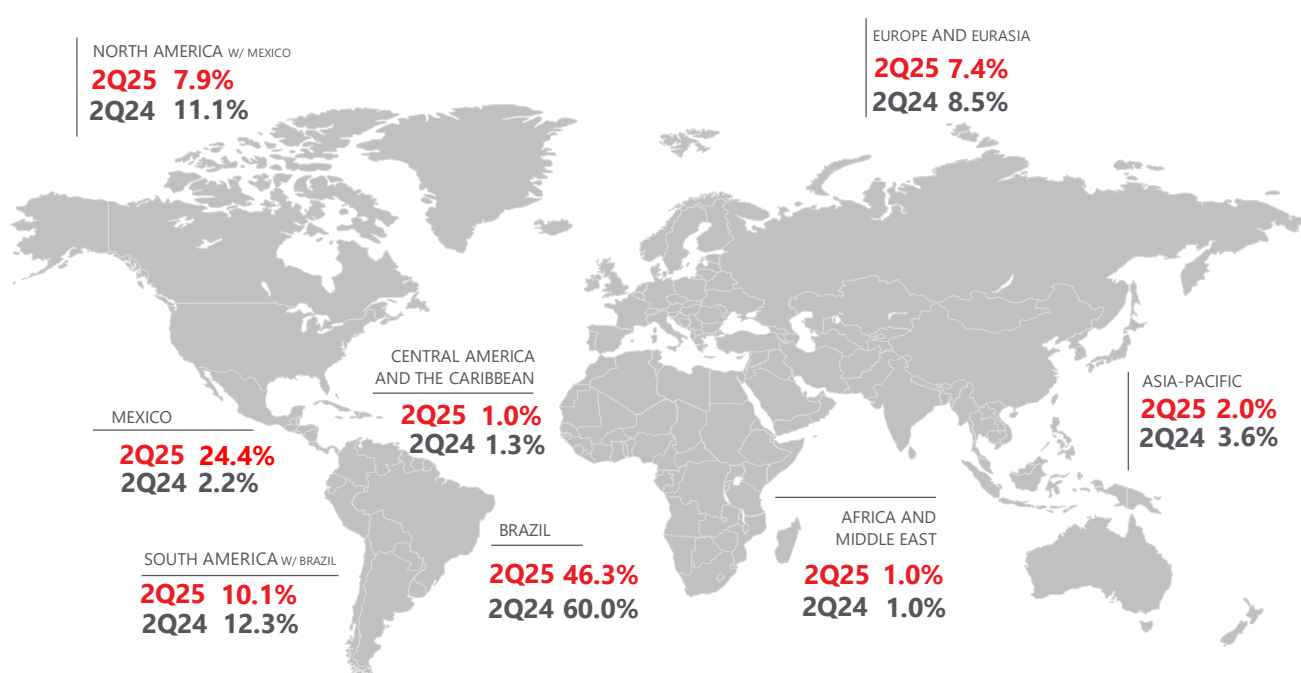 NORTH AMERICA W/ MEXICO
2Q25 7.9%
2Q24 11.1%
EUROPE AND EURASIA
2Q25 7.4%
2Q24 8.5%
CENTRAL AMERICA
AND THE CARIBBEAN
2Q25 1.0%
2Q24 1.3%
ASIA-PACIFIC
2Q25 2.0%
2Q24 3.6%
MEXICO
2Q25 24.4%
2Q24 2.2%
SOUTH AMERICA W/ BRAZIL
2Q25 10.1%
2Q24 12.3%
BRAZIL
2Q25 46.3%
2Q24 60.0%
AFRICA AND
MIDDLE EAST
2Q25 1.0%
2Q24 1.0%